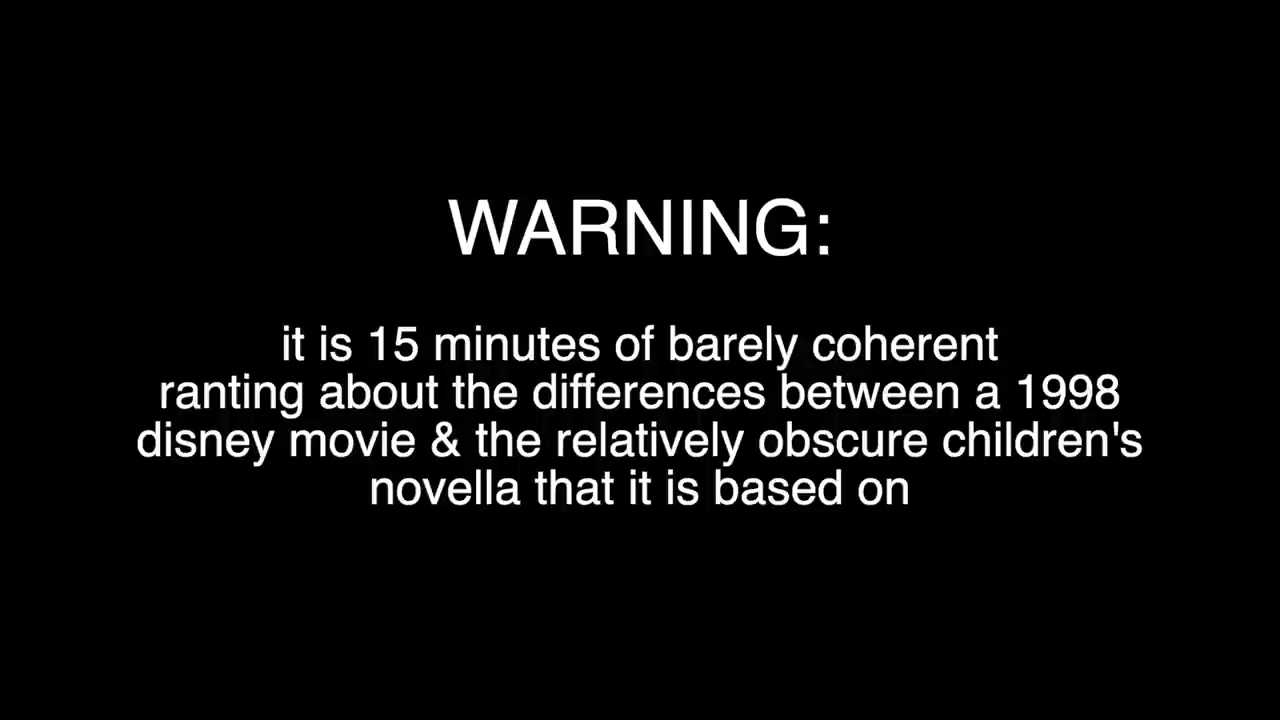 WARNING:
it is 15 minutes of barely coherent
ranting about the differences between a 1998
disney movie & the relatively obscure children's
novella that it is based on